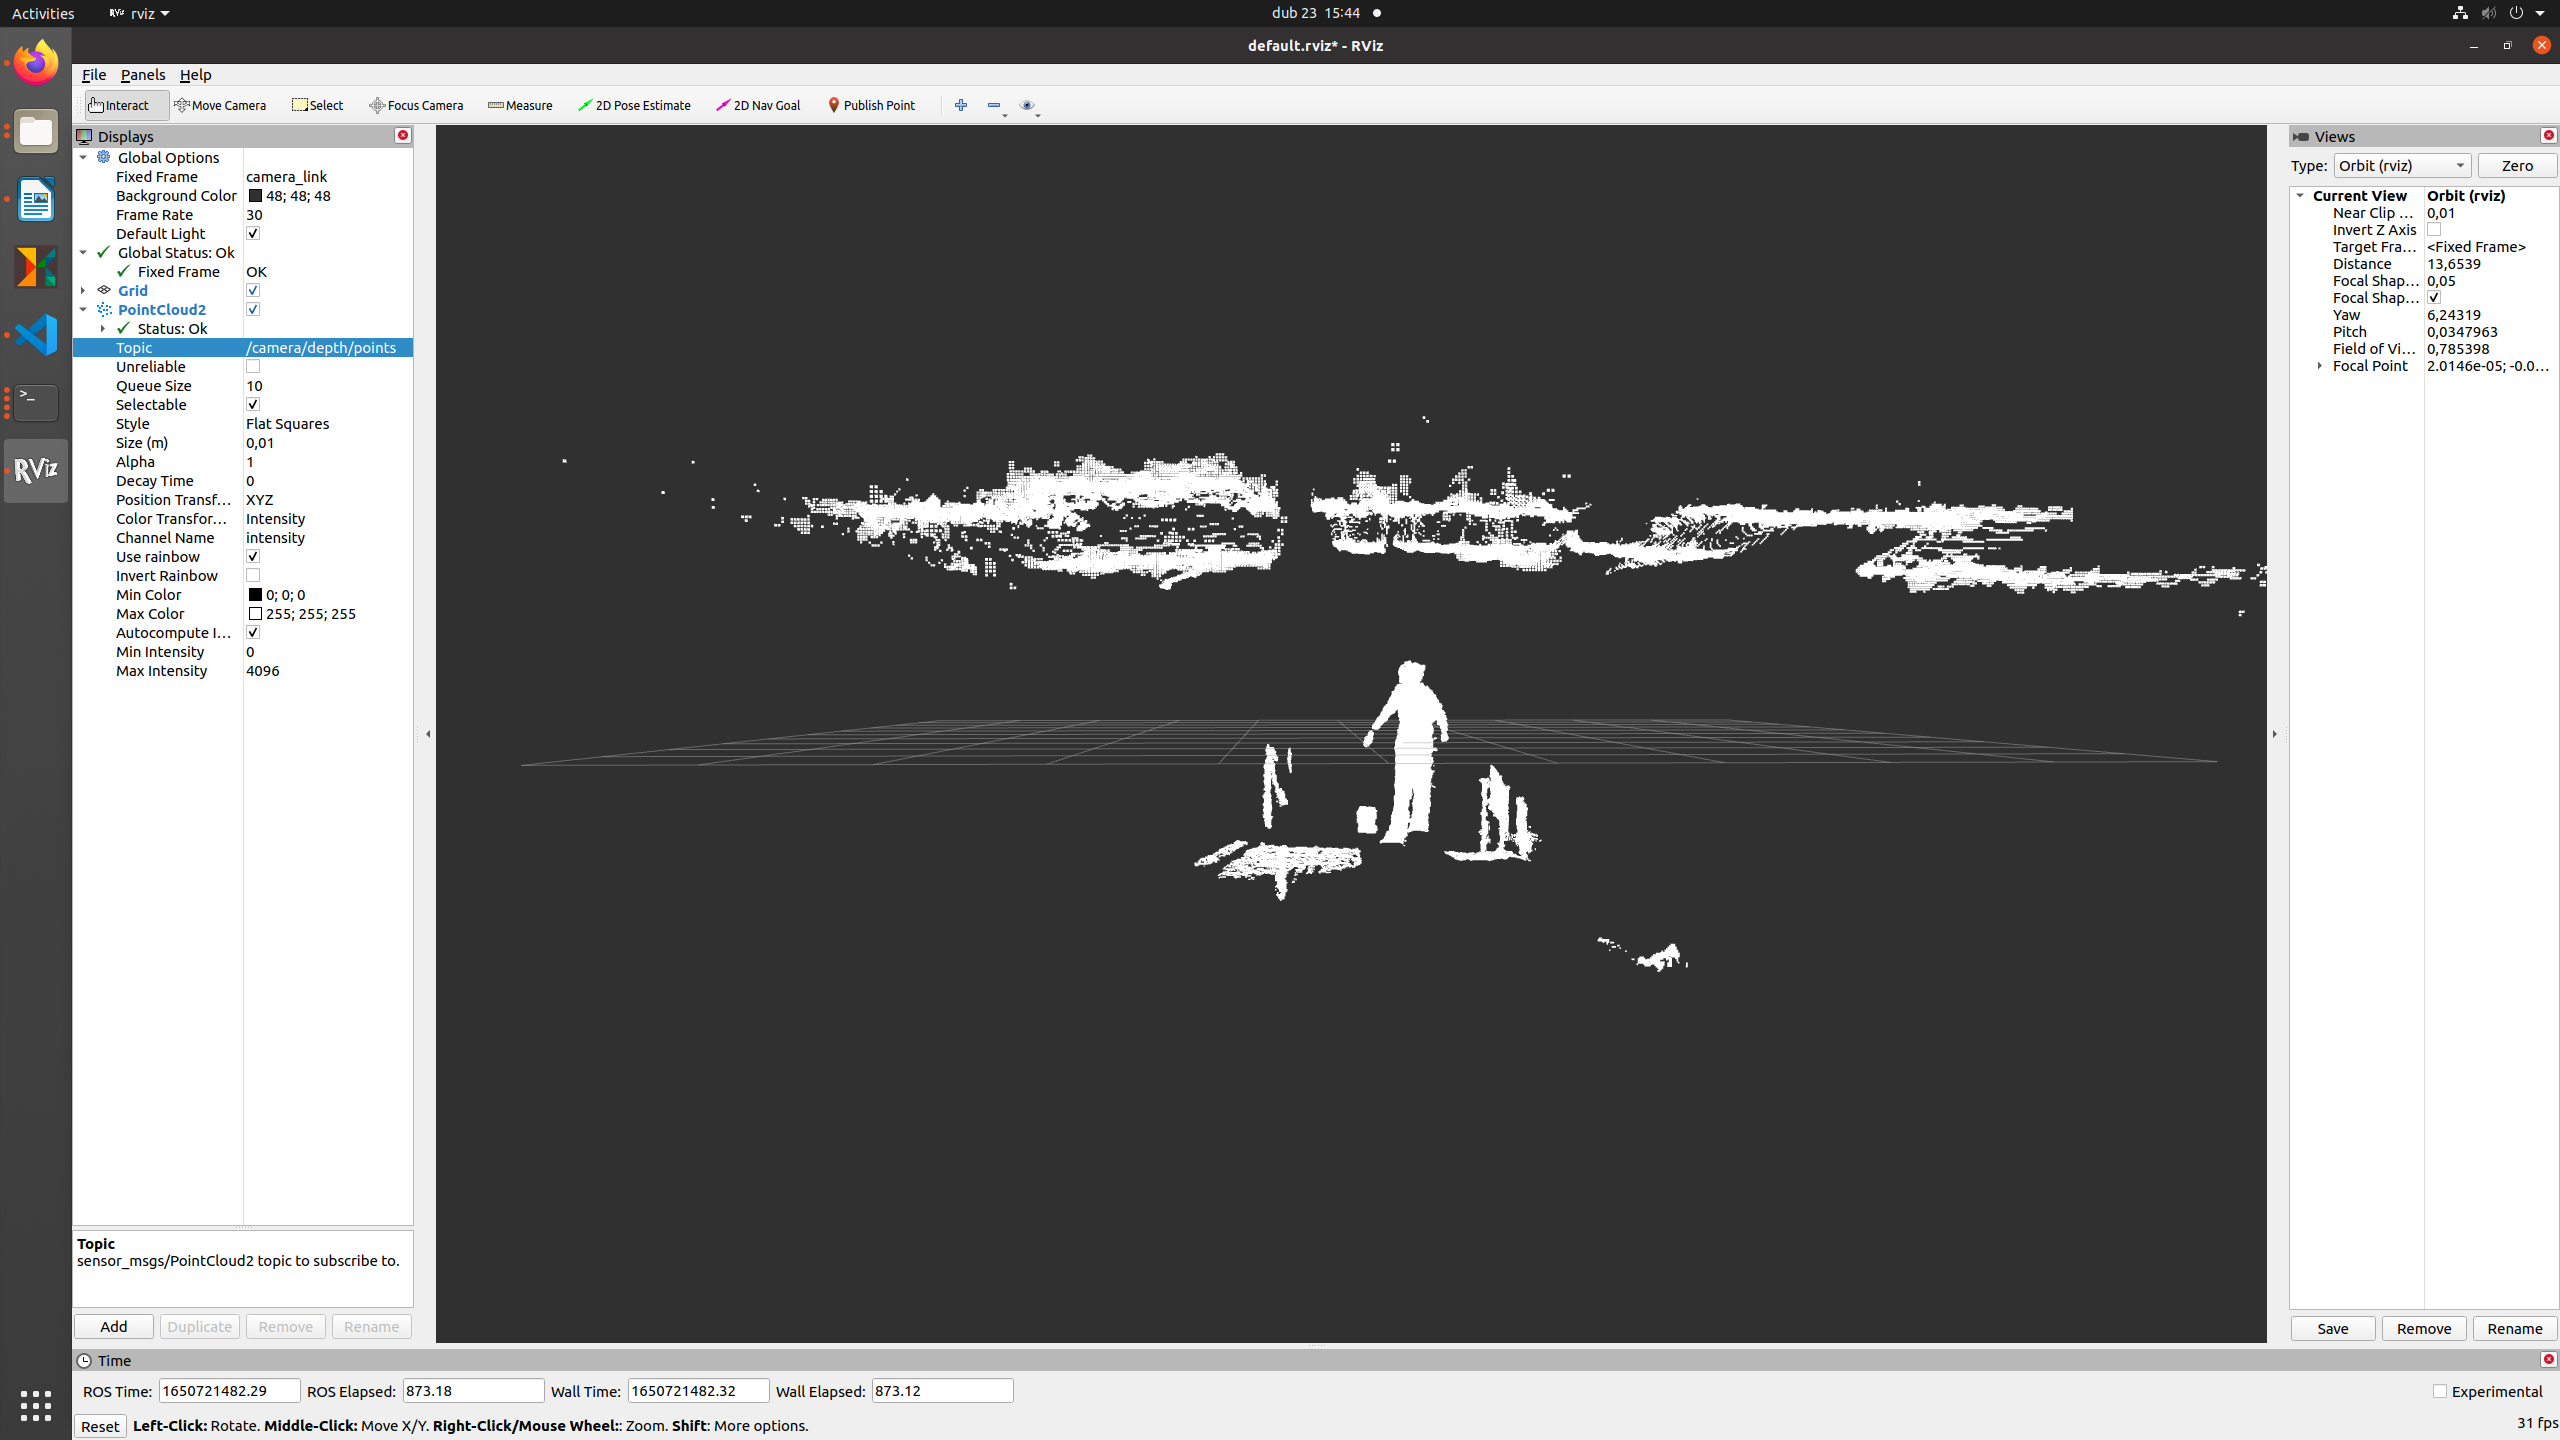 Activities
rviz
dub 23 15:44
default.rviz* - RViz
File Panels Help
Interact Move Camera Select Focus Camera Measure 2D Pose Estimate 2D Nav Goal Publish Point
Displays
Global Options
Fixed Frame camera_link
Background Color 48; 48; 48
Frame Rate 30
Default Light
Global Status: Ok
Fixed Frame OK
Grid
PointCloud2
Status: Ok
Topic /camera/depth/points
Unreliable
Queue Size 10
Selectable
Style Flat Squares
Size (m) 0,01
Alpha 1
Decay Time 0
Position Transf... XYZ
Color Transfor... Intensity
Channel Name intensity
Use rainbow
Invert Rainbow
Min Color 0; 0; 0
Max Color 255; 255; 255
Autocompute I...
Min Intensity 0
Max Intensity 4096
RViz
Topic
sensor_msgs/PointCloud2 topic to subscribe to.
Add Duplicate Remove Rename
Views
Type: Orbit (rviz) Zero
Current View Orbit (rviz)
Near Clip ... 0,01
Invert Z Axis
Target Fra... <Fixed Frame>
Distance 13,6539
Focal Shap... 0,05
Focal Shap...
Yaw 6,24319
Pitch 0,0347963
Field of Vi... 0,785398
Focal Point 2.0146e-05; -0.0...
Save Remove Rename
Time
ROS Time: 1650721482.29 ROS Elapsed: 873.18 Wall Time: 1650721482.32 Wall Elapsed: 873.12 Experimental
Reset Left-Click: Rotate. Middle-Click: Move X/Y. Right-Click/Mouse Wheel:: Zoom. Shift: More options. 31 fps